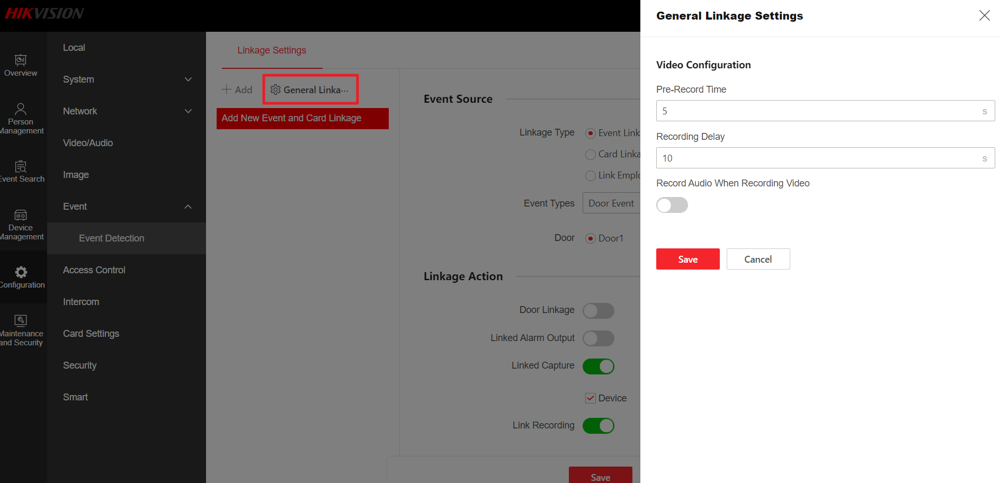 HIKVISION
Overview
Person
Management
Event Search
Device
Management
Configuration
Maintenance
and Security
Local
System
Network
Video/Audio
Image
Event
Event Detection
Access Control
Intercom
Card Settings
Security
Smart
Linkage Settings
Add
General Linka...
Add New Event and Card Linkage
Event Source
Linkage Type
Event Link
Card Linka
Link Emplo
Event Types
Door Event
Door
Door1
Linkage Action
Door Linkage
Linked Alarm Output
Linked Capture
Device
Link Recording
Save
General Linkage Settings
Video Configuration
Pre-Record Time
5 s
Recording Delay
10 s
Record Audio When Recording Video
Save Cancel